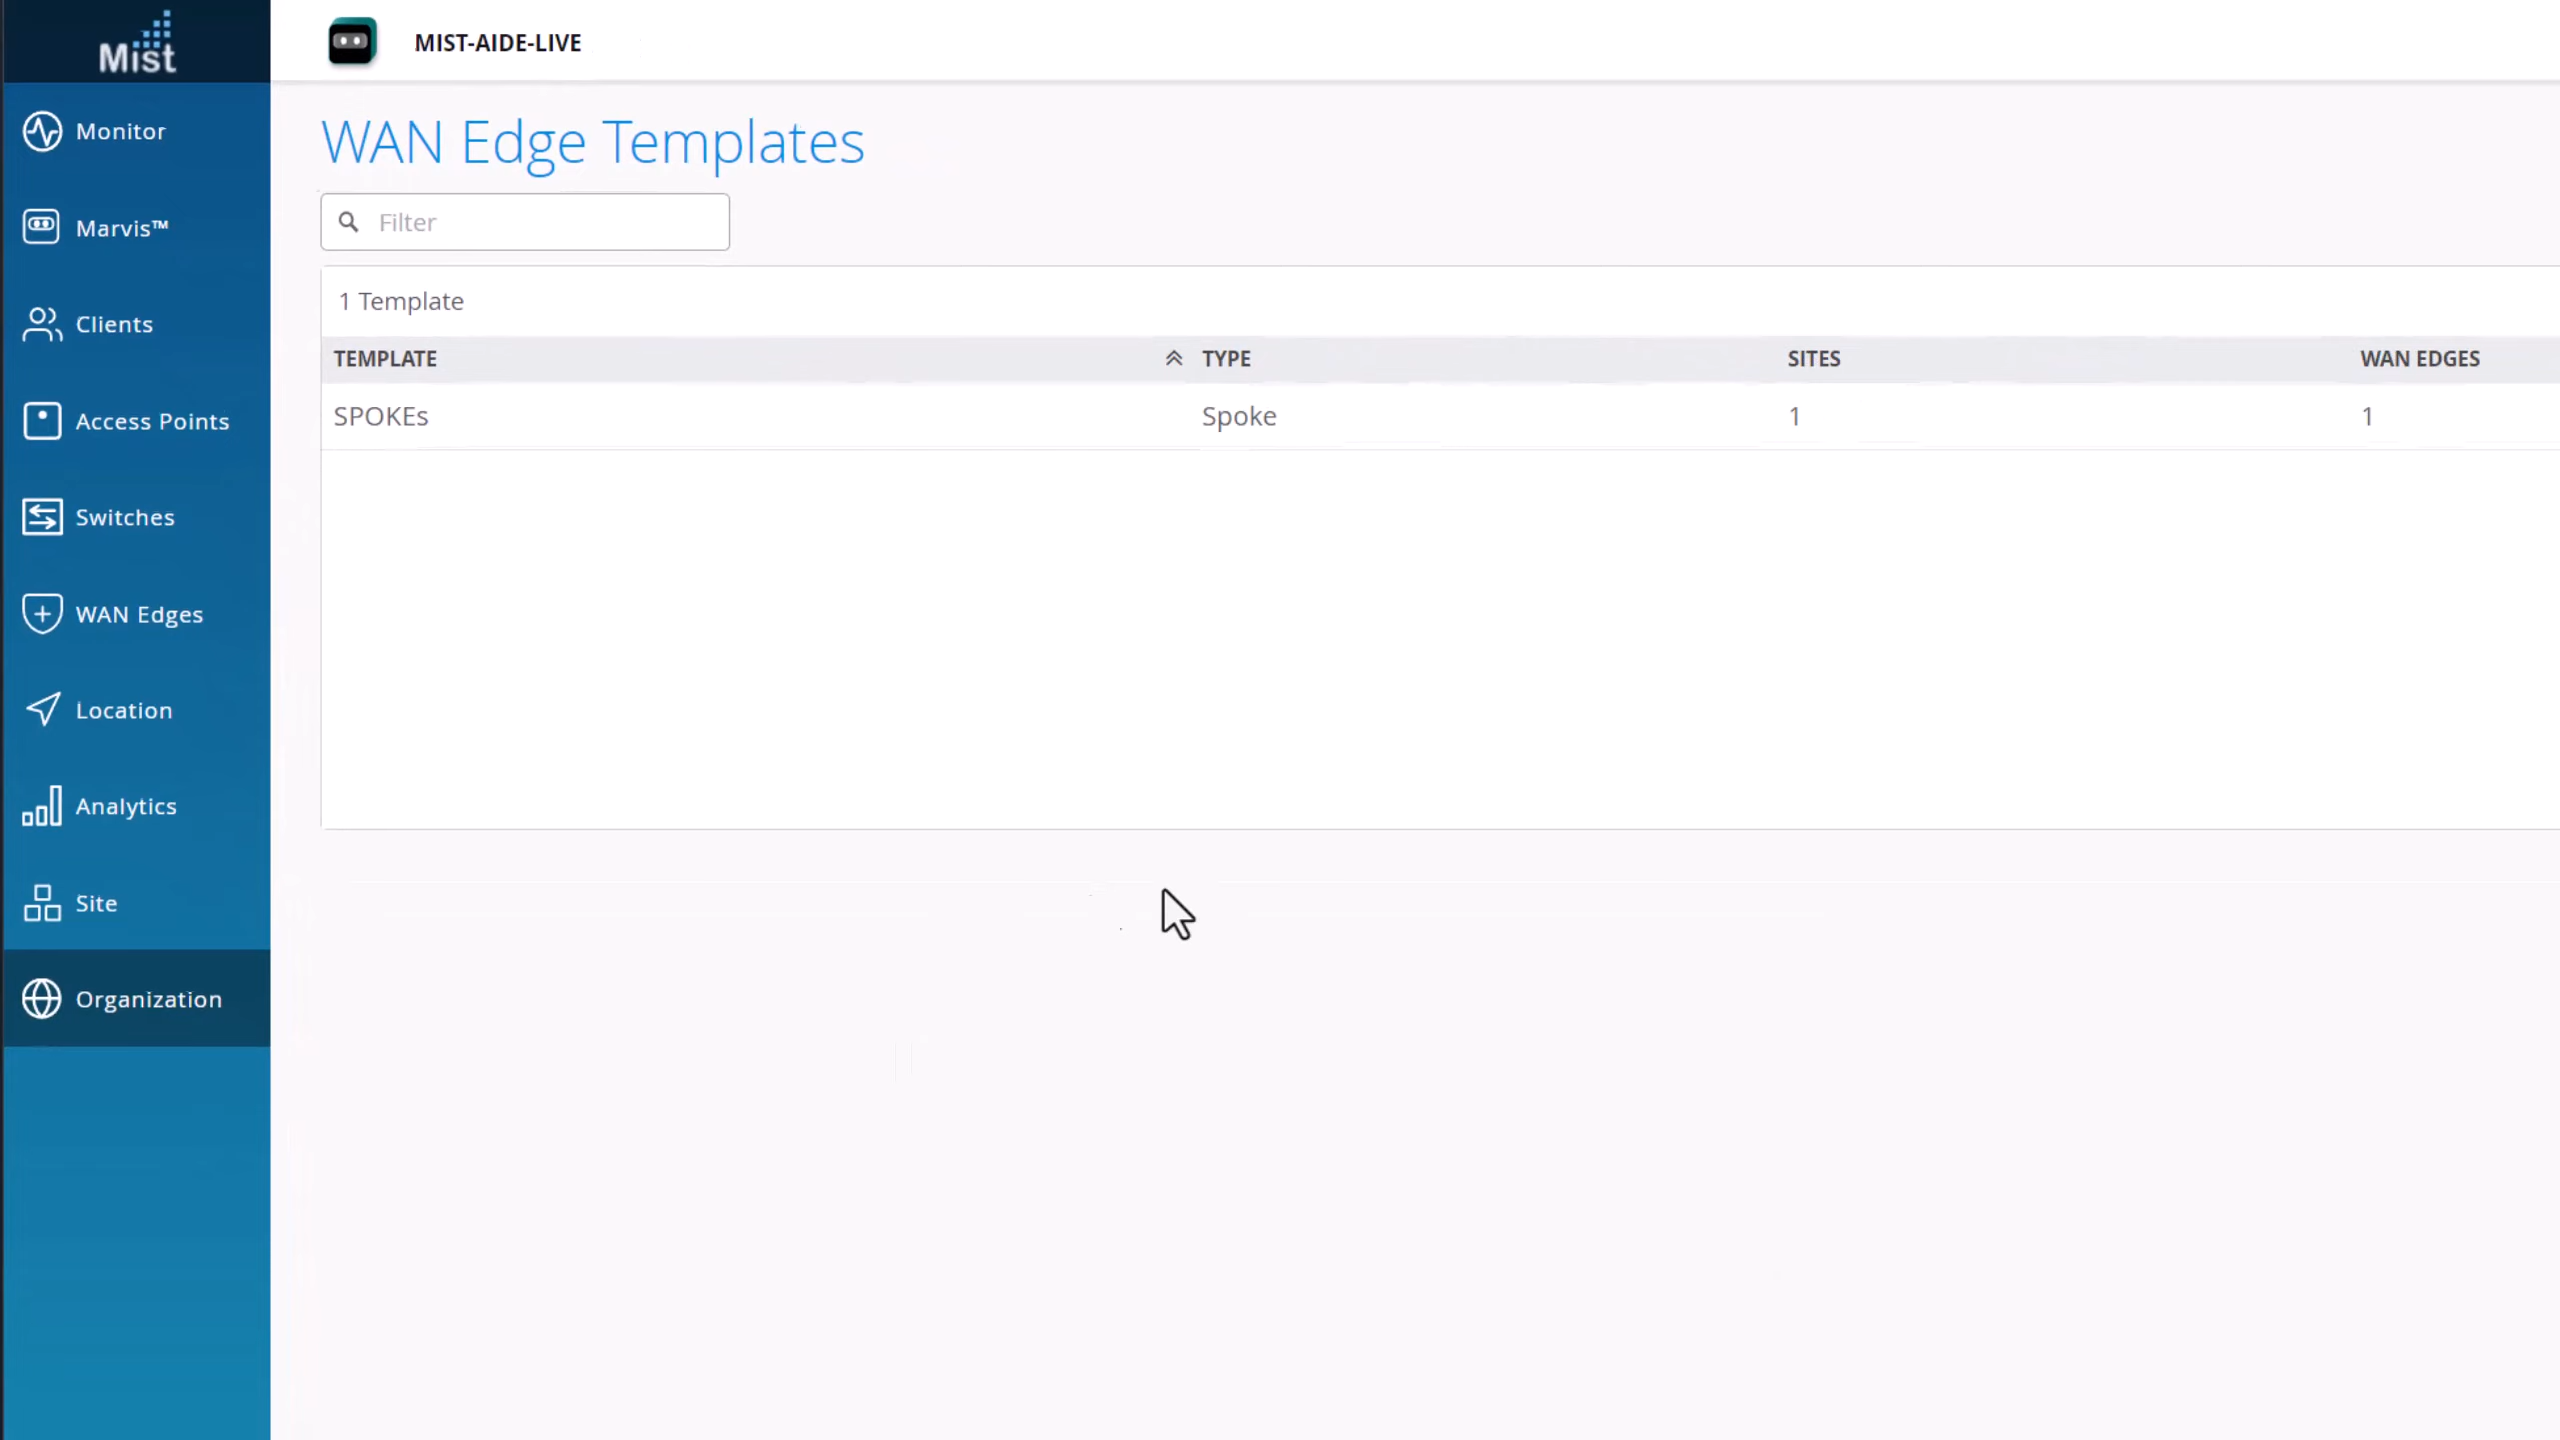 Mist
MIST-AIDE-LIVE
Monitor
Marvis™
Clients
Access Points
Switches
WAN Edges
Location
Analytics
Site
Organization
WAN Edge Templates
Filter
1 Template
TEMPLATE TYPE SITES WAN EDGES
SPOKEs Spoke 1 1